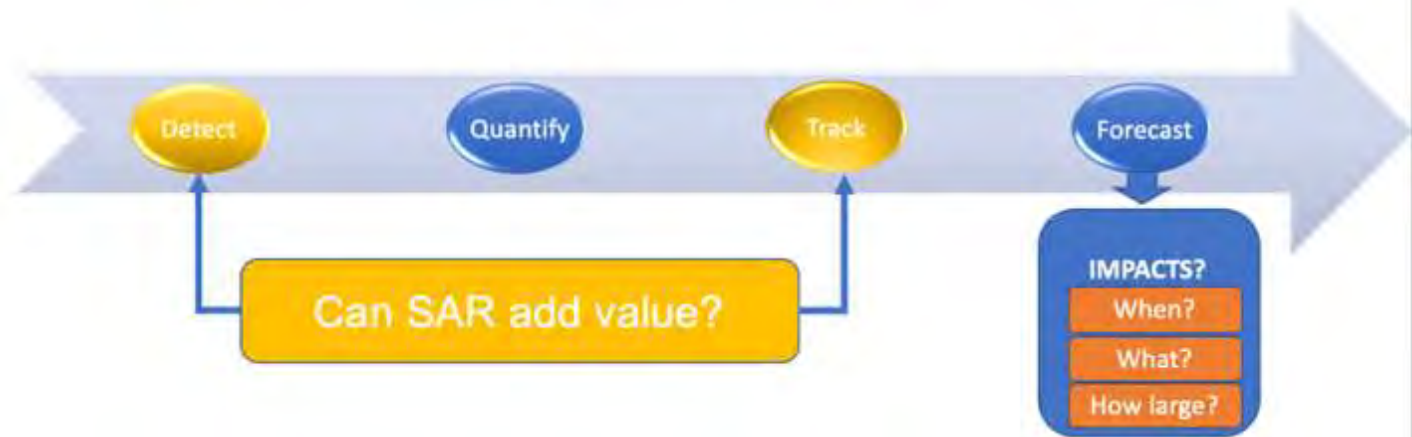 Detect
Quantify
Track
Forecast
Can SAR add value?
IMPACTS?
When?
What?
How large?